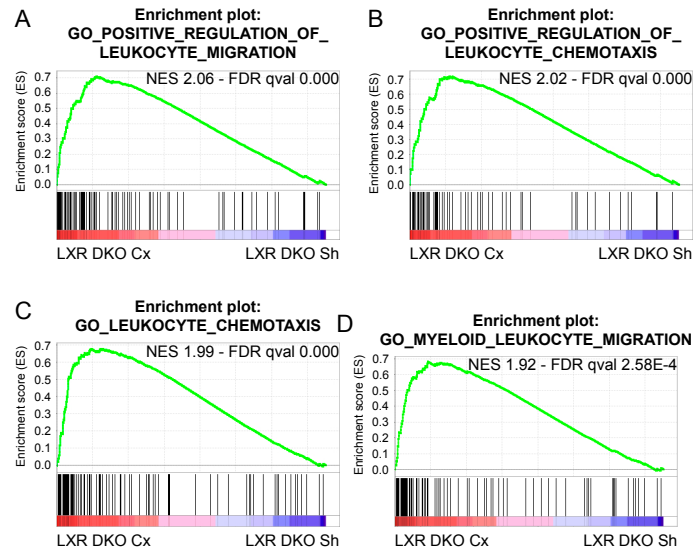 A
Enrichment plot:
GO_POSITIVE_REGULATION_OF_
LEUKOCYTE_MIGRATION
NES 2.06 - FDR qval 0.000
Enrichment score (ES)
0.7
0.6
0.5
0.4
0.3
0.2
0.1
0.0
LXR DKO Cx
LXR DKO Sh
B
Enrichment plot:
GO_POSITIVE_REGULATION_OF_
LEUKOCYTE_CHEMOTAXIS
NES 2.02 - FDR qval 0.000
Enrichment score (ES)
0.7
0.6
0.5
0.4
0.3
0.2
0.1
0.0
LXR DKO Cx
LXR DKO Sh
C
Enrichment plot:
GO_LEUKOCYTE_CHEMOTAXIS
NES 1.99 - FDR qval 0.000
Enrichment score (ES)
0.7
0.6
0.5
0.4
0.3
0.2
0.1
0.0
LXR DKO Cx
LXR DKO Sh
D
Enrichment plot:
GO_MYELOID_LEUKOCYTE_MIGRATION
NES 1.92 - FDR qval 2.58E-4
Enrichment score (ES)
0.7
0.6
0.5
0.4
0.3
0.2
0.1
0.0
LXR DKO Cx
LXR DKO Sh